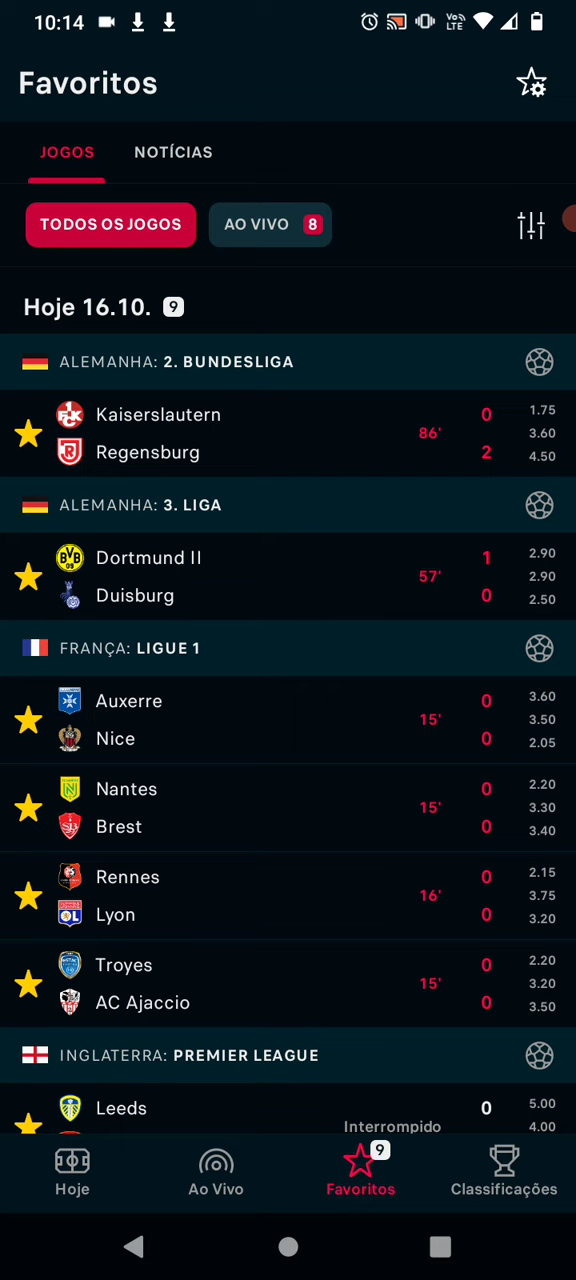 10:14
Vo LTE
Favoritos
JOGOS NOTÍCIAS
TODOS OS JOGOS AO VIVO 8
Hoje 16.10. 9
ALEMANHA: 2. BUNDESLIGA
Kaiserslautern 0 1.75
86' 3.60
Regensburg 2 4.50
ALEMANHA: 3. LIGA
Dortmund II 1 2.90
57' 2.90
Duisburg 0 2.50
FRANÇA: LIGUE 1
Auxerre 0 3.60
15' 3.50
Nice 0 2.05
Nantes 0 2.20
15' 3.30
Brest 0 3.40
Rennes 0 2.15
16' 3.75
Lyon 0 3.20
Troyes 0 2.20
15' 3.20
AC Ajaccio 0 3.50
INGLATERRA: PREMIER LEAGUE
Leeds 0 5.00
Interrompido 4.00
9
Hoje Ao Vivo Favoritos Classificações